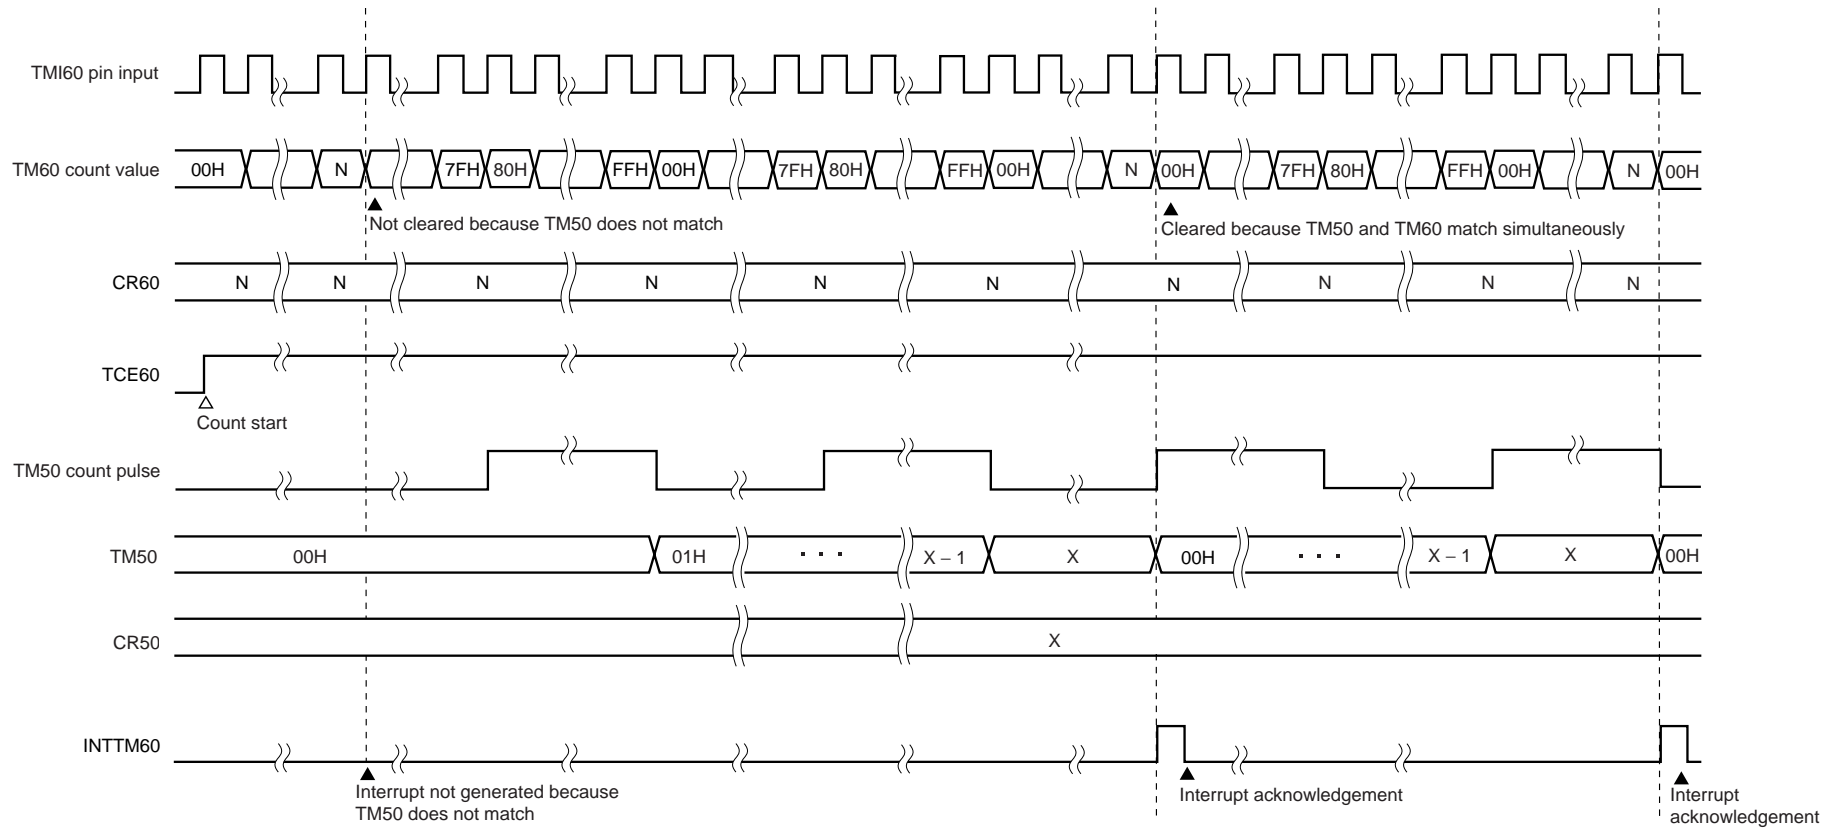 TMI60 pin input
TM60 count value 00H N 7FH 80H FFH 00H 7FH 80H FFH 00H N 00H 7FH 80H FFH 00H N 00H
Not cleared because TM50 does not match
Cleared because TM50 and TM60 match simultaneously
CR60 N N N N N N N N N N
TCE60
Count start
TM50 count pulse
TM50 00H 01H · · · X – 1 X 00H · · · X – 1 X 00H
CR50 X
INTTM60
Interrupt not generated because
TM50 does not match
Interrupt acknowledgement
Interrupt
acknowledgement